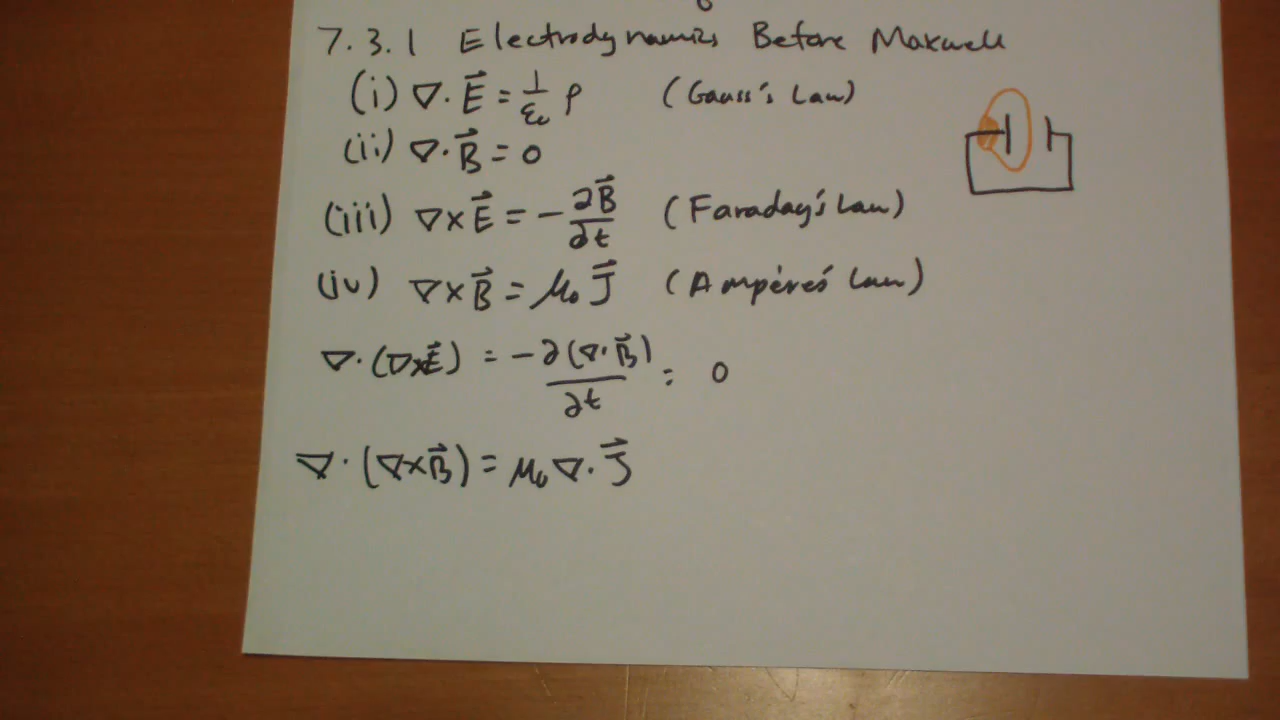 7.3.1 Electrodynamics Before Maxwell
(i) ∇·E⃗ = 1/ε₀ ρ (Gauss's Law)
(ii) ∇·B⃗ = 0
(iii) ∇×E⃗ = -∂B⃗/∂t (Faraday's Law)
(iv) ∇×B⃗ = μ₀ J⃗ (Ampère's Law)
∇·(∇×E⃗) = -∂(∇·B⃗)/∂t = 0
∇·(∇×B⃗) = μ₀ ∇·J⃗